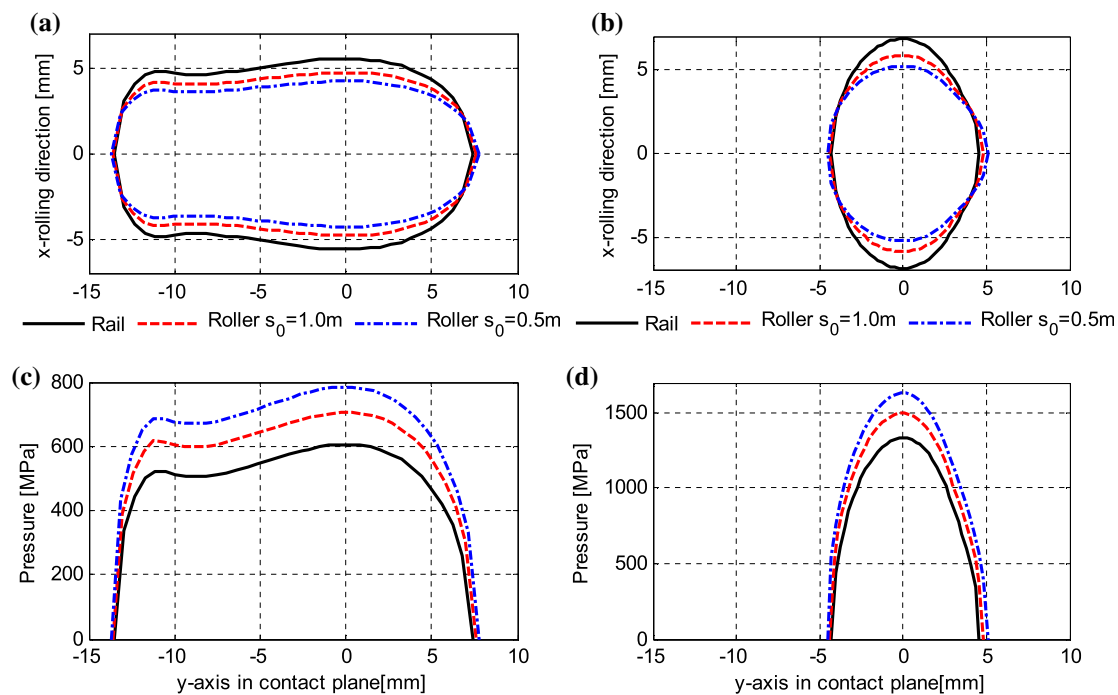 (a)
(b)
x-rolling direction [mm]
5
0
-5
-15 -10 -5 0 5 10
x-rolling direction [mm]
5
0
-5
-15 -10 -5 0 5 10
Rail Roller s0=1.0m Roller s0=0.5m
Rail Roller s0=1.0m Roller s0=0.5m
(c)
(d)
Pressure [MPa]
800
600
400
200
0
-15 -10 -5 0 5 10
y-axis in contact plane[mm]
Pressure [MPa]
1500
1000
500
0
-15 -10 -5 0 5 10
y-axis in contact plane[mm]